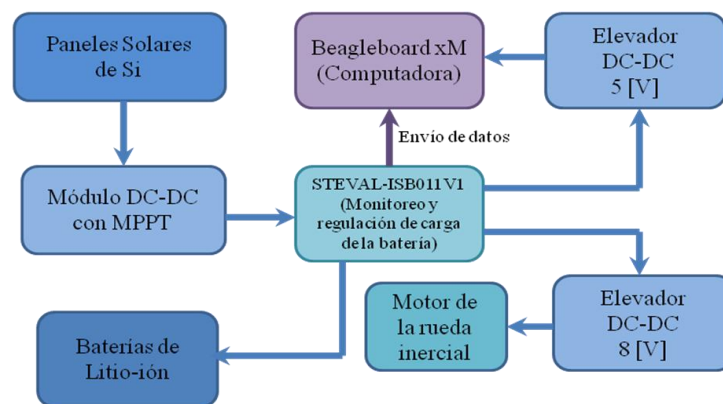 Paneles Solares
de Si
Beagleboard xM
(Computadora)
Elevador
DC-DC
5 [V]
Envío de datos
Módulo DC-DC
con MPPT
STEVAL-ISB011V1
(Monitoreo y
regulación de carga
de la batería)
Baterías de
Litio-ión
Motor de
la rueda
inercial
Elevador
DC-DC
8 [V]